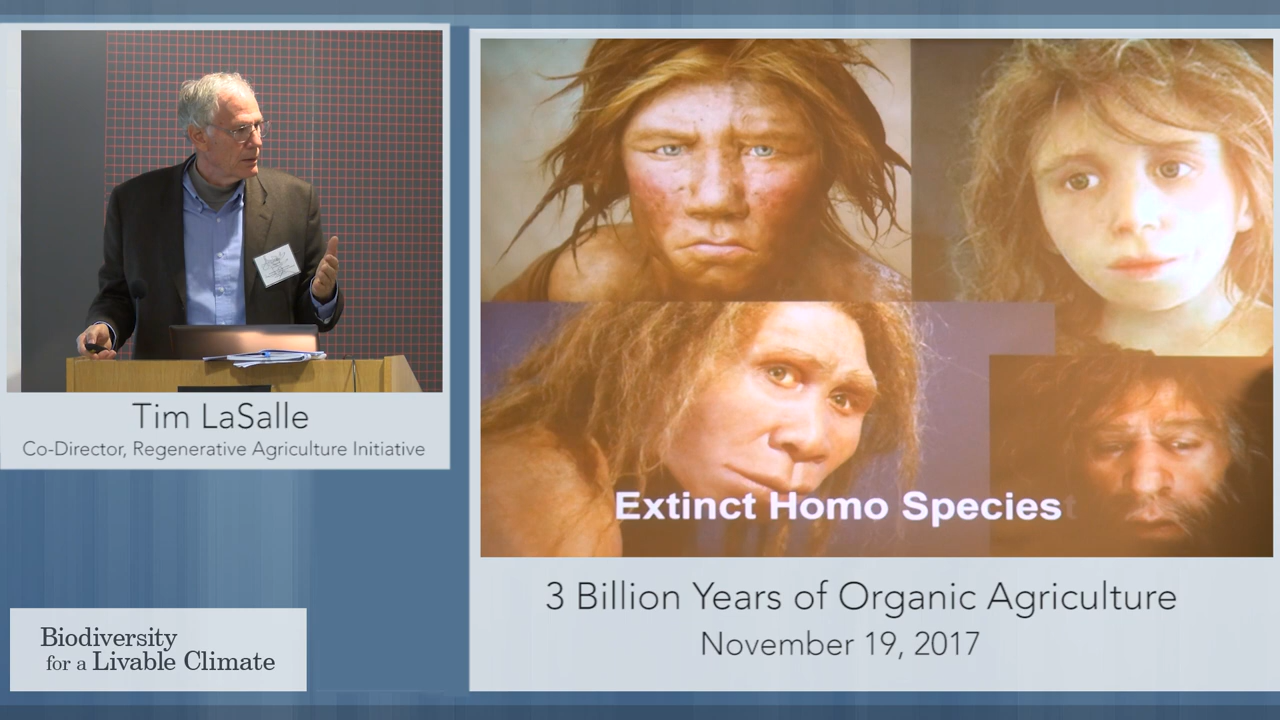 Tim LaSalle
Co-Director, Regenerative Agriculture Initiative
Extinct Homo Species
3 Billion Years of Organic Agriculture
November 19, 2017
Biodiversity
for a Livable Climate